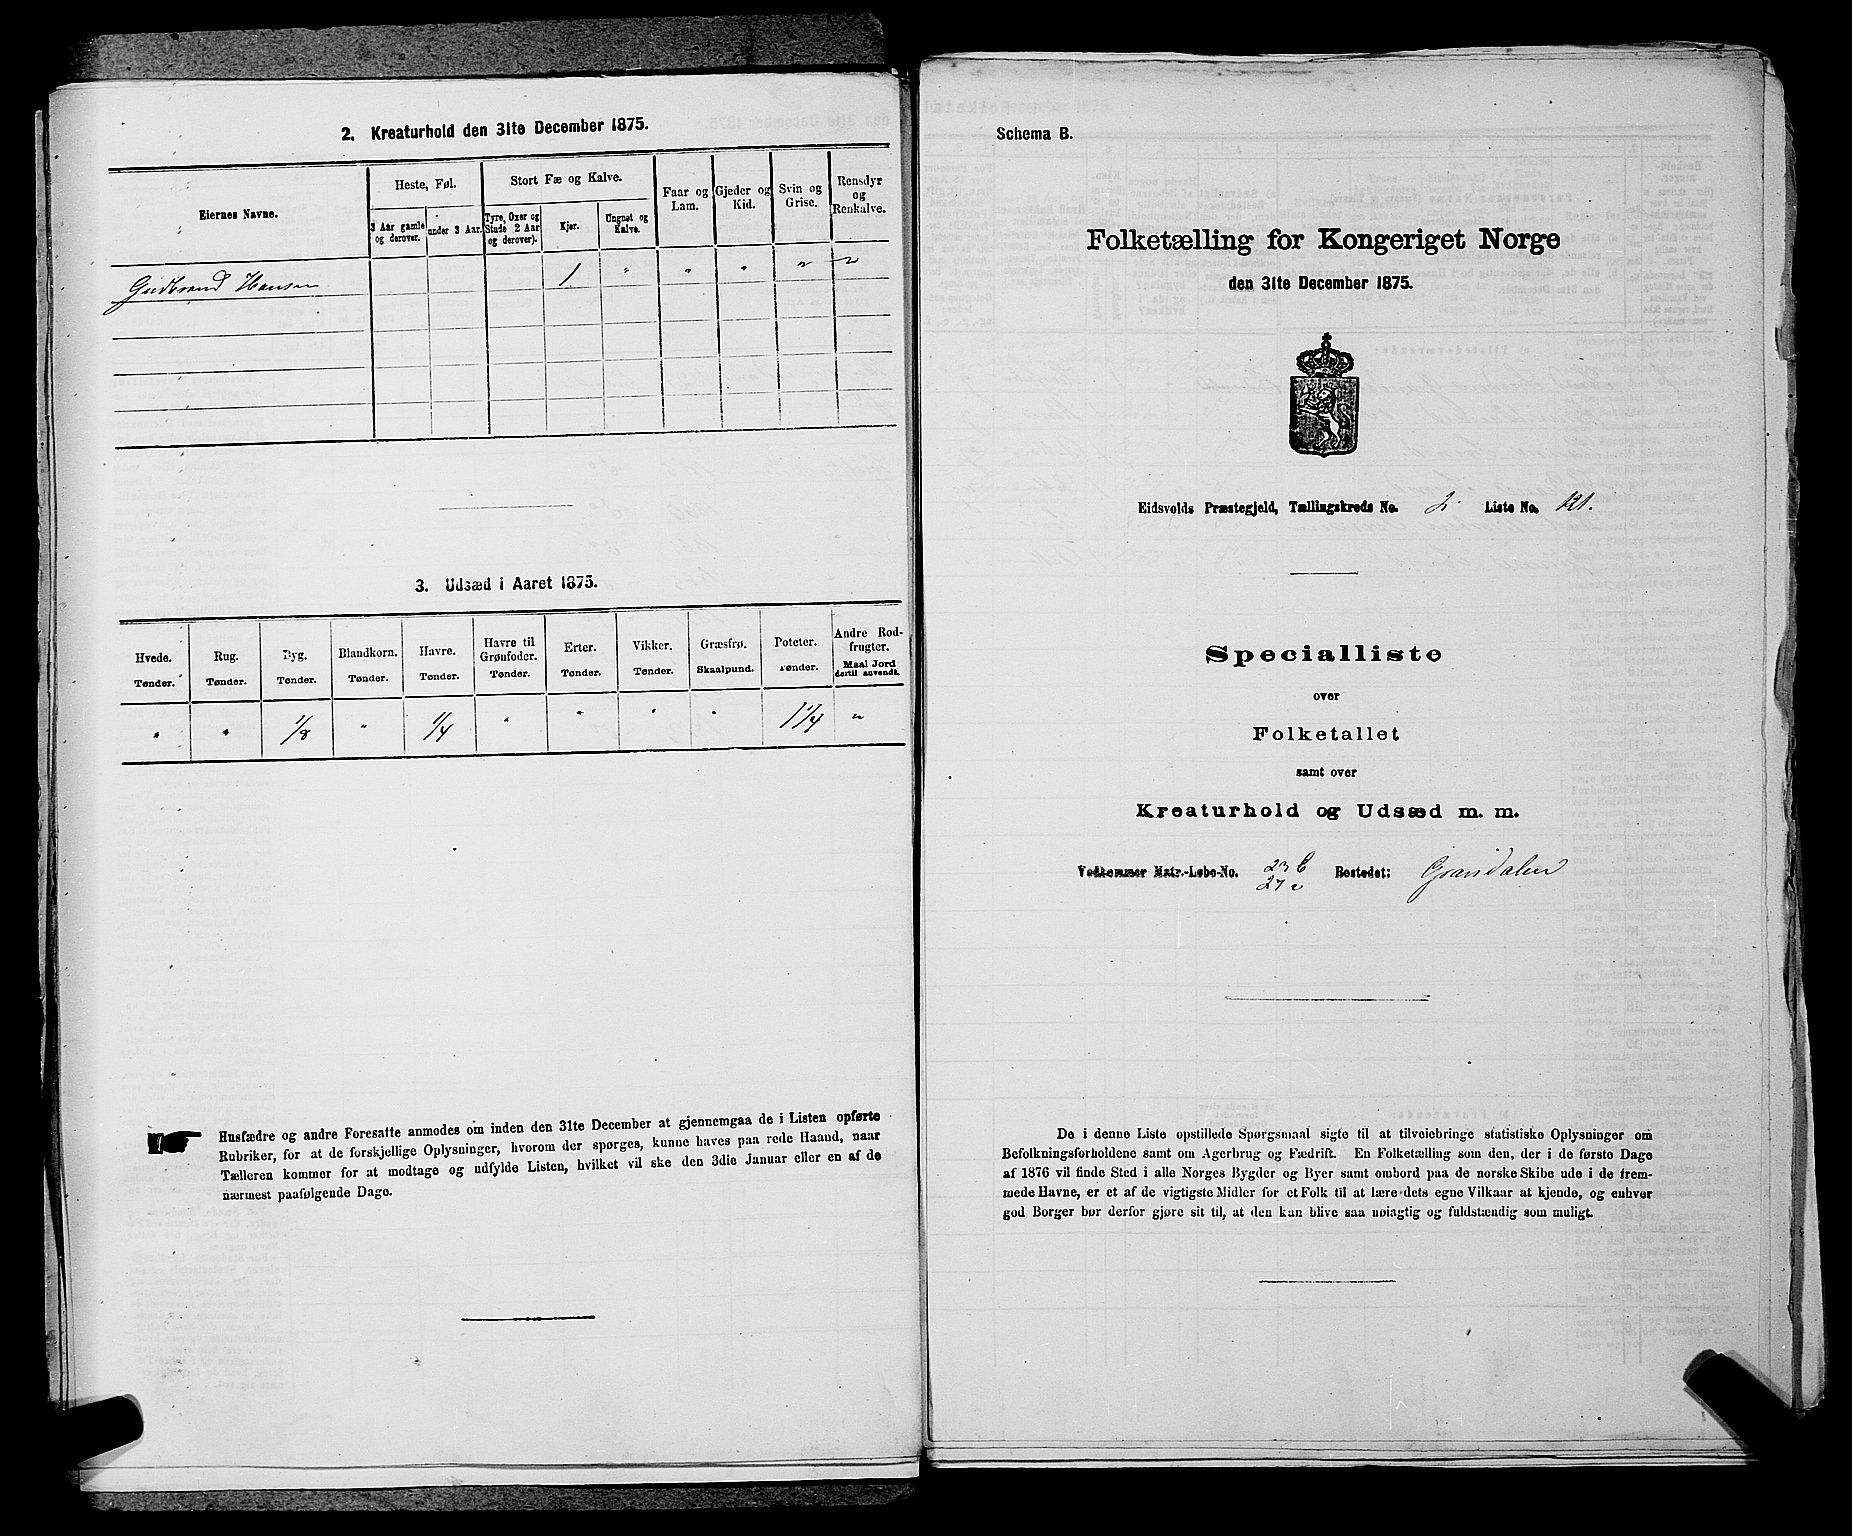 2. Kreaturhold den 31te December 1875.
Eiernes Navne.
Heste, Føl.
Stort Fæ og Kalve.
Faar og Lam.
Gjeder og Kid.
Svin og Grise.
Rensdyr og Renkalve.
3 Aar gamle og derover.
under 3 Aar.
Tyre, Oxer og Stude 2 Aar og derover).
Kjør.
Ungnøt og Kalve.
Gudbrand Hansen 1 " " " " "
3. Udsæd i Aaret 1875.
Hvede. Rug. Byg. Blandkorn. Havre. Havre til Grønfoder. Erter. Vikker. Græsfrø. Poteter. Andre Rodfrugter.
Tønder. Tønder. Tønder. Tønder. Tønder. Tønder. Tønder. Tønder. Skaalpund. Tønder. Maal Jord dertil anvendt.
" " 1/8 " 1/4 " " " " 1 1/4 "
Husfædre og andre Foresatte anmodes om inden den 31te December at gjennemgaa de i Listen opførte
Rubriker, for at de forskjellige Oplysninger, hvorom der spørges, kunne haves paa rede Haand, naar
Tælleren kommer for at modtage og udfylde Listen, hvilket vil ske den 3die Januar eller en af de
nærmest paafølgende Dage.
Schema B.
Folketælling for Kongeriget Norge
den 31te December 1875.
Eidsvolds Præstegjeld, Tællingskreds No. 2. Liste No. 121.
Specialliste
over
Folketallet
samt over
Kreaturhold og Udsæd m. m.
Vedkommer Matr.-Løbe-No. 23 b Bostedet: Grandalen
27 a
De i denne Liste opstillede Spørgsmaal sigte til at tilveiebringe statistiske Oplysninger om
Befolkningsforholdene samt om Agerbrug og Fædrift. En Folketælling som den, der i de første Dage
af 1876 vil finde Sted i alle Norges Bygder og Byer samt ombord paa de norske Skibe ude i de frem-
mede Havne, er et af de vigtigste Midler for et Folk til at lære dets egne Vilkaar at kjende, og enhver
god Borger bør derfor gjøre sit til, at den kan blive saa nøiagtig og fuldstændig som muligt.